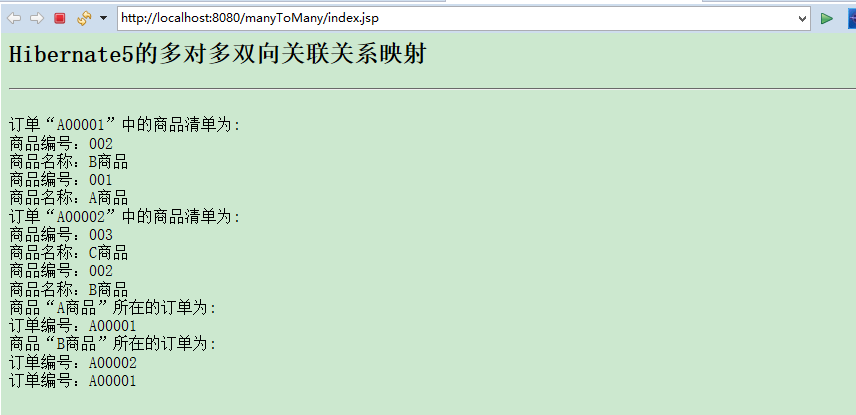 http://localhost:8080/manyToMany/index.jsp
Hibernate5的多对多双向关联关系映射
订单“A00001”中的商品清单为:
商品编号: 002
商品名称: B商品
商品编号: 001
商品名称: A商品
订单“A00002”中的商品清单为:
商品编号: 003
商品名称: C商品
商品编号: 002
商品名称: B商品
商品“A商品”所在的订单为:
订单编号: A00001
商品“B商品”所在的订单为:
订单编号: A00002
订单编号: A00001